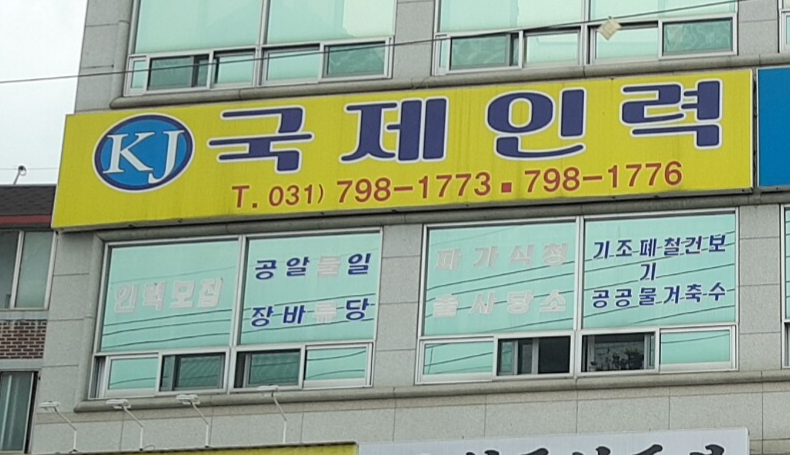 KJ 국제인력
T. 031) 798-1773 ■ 798-1776
인력모집
공알물일
장바류당
파가식청
출사당소
기조폐철건보
기
공공물거축수